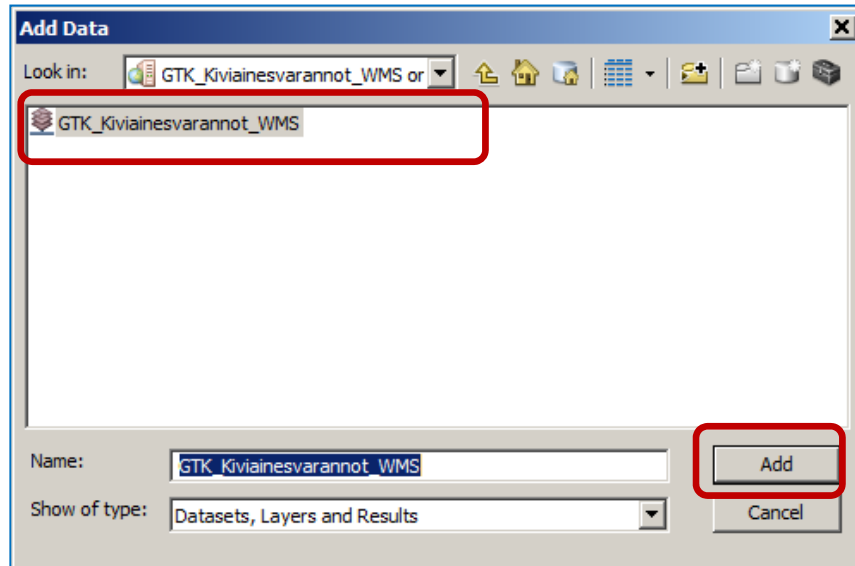 Add Data
Look in: GTK_Kiviainesvarannot_WMS or
GTK_Kiviainesvarannot_WMS
Name: GTK_Kiviainesvarannot_WMS Add
Show of type: Datasets, Layers and Results Cancel